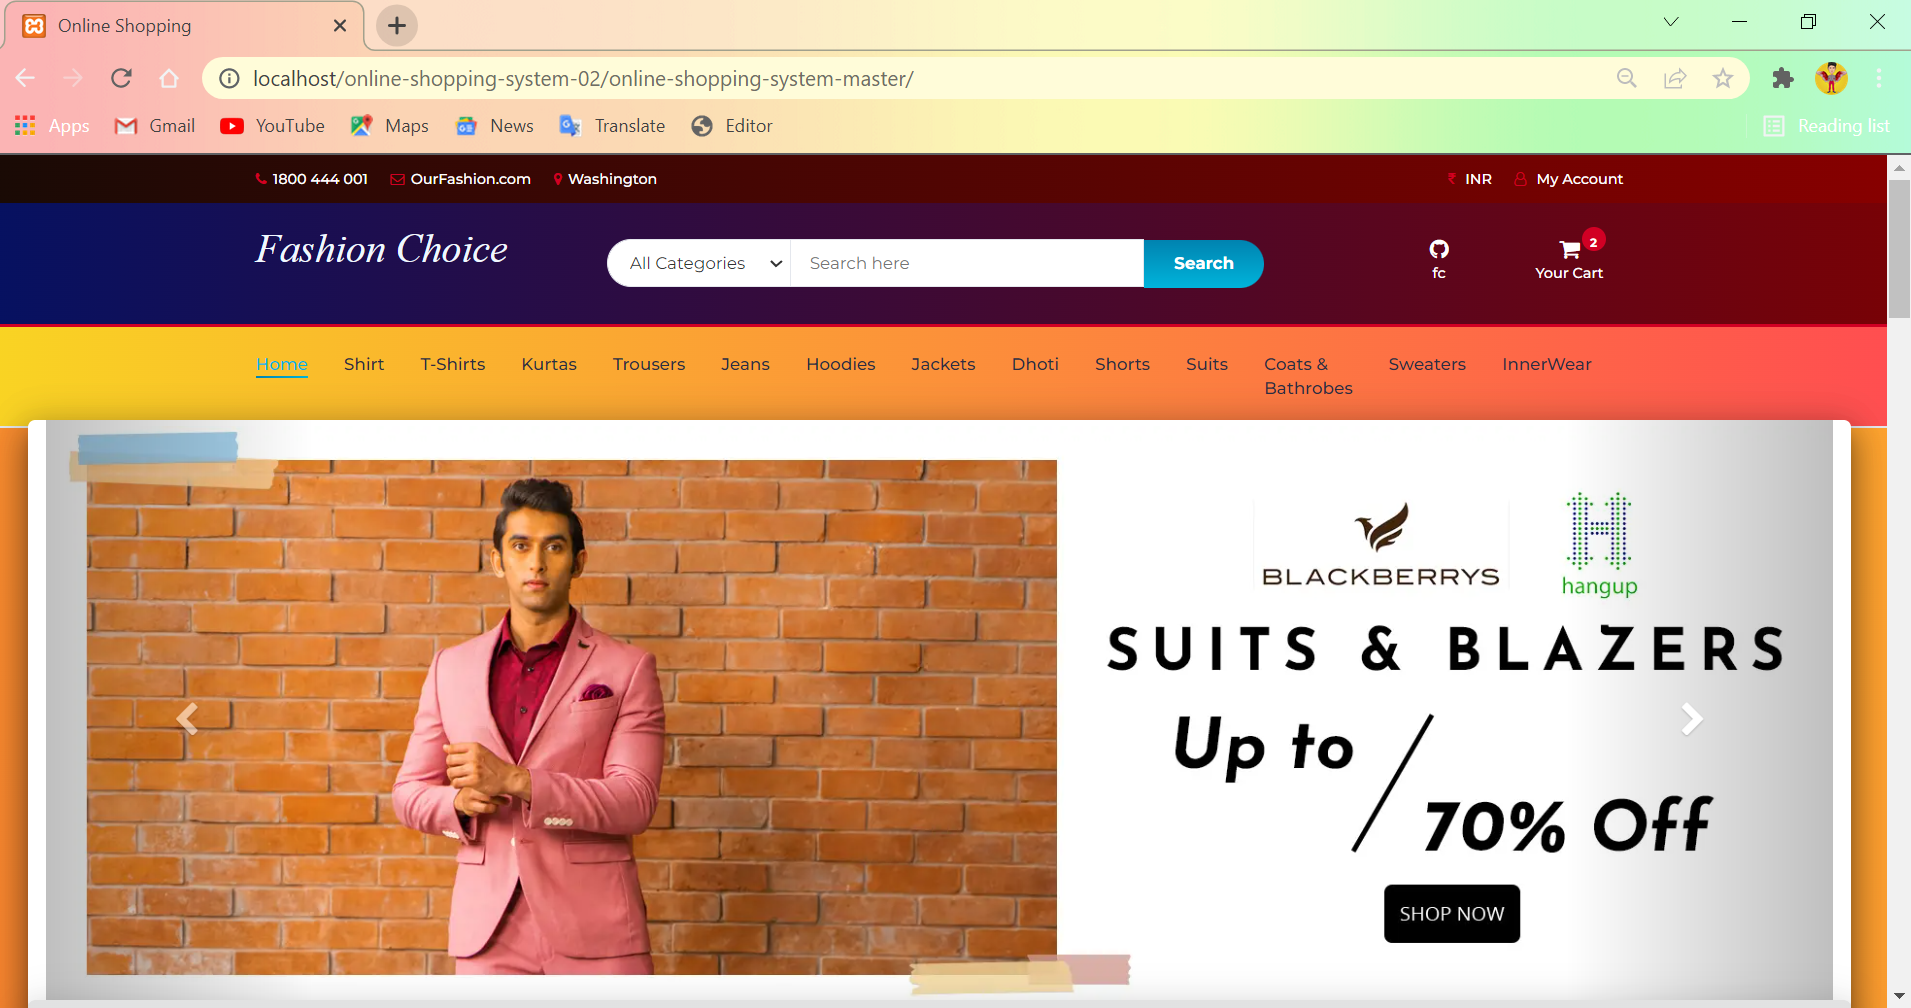 Online Shopping
localhost/online-shopping-system-02/online-shopping-system-master/
Apps Gmail YouTube Maps News Translate Editor Reading list
1800 444 001 OurFashion.com Washington INR My Account
Fashion Choice
All Categories Search here Search
fc
2
Your Cart
Home Shirt T-Shirts Kurtas Trousers Jeans Hoodies Jackets Dhoti Shorts Suits Coats & Sweaters InnerWear
Bathrobes
BLACKBERRYS
H
hangup
SUITS & BLAZERS
Up to
70% Off
SHOP NOW